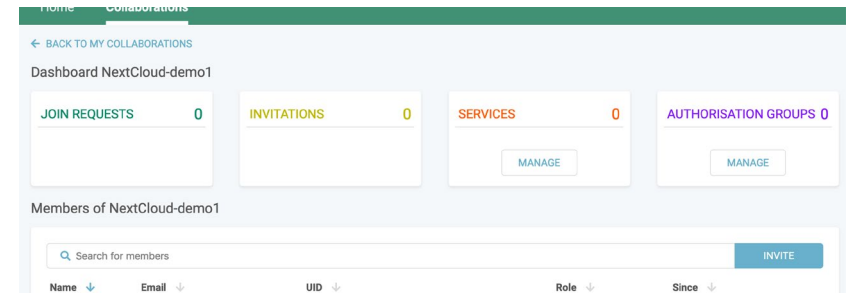 Home Collaborations
← BACK TO MY COLLABORATIONS
Dashboard NextCloud-demo1
JOIN REQUESTS 0 INVITATIONS 0 SERVICES 0 AUTHORISATION GROUPS 0
MANAGE MANAGE
Members of NextCloud-demo1
Search for members INVITE
Name ↓ Email ↓ UID ↓ Role ↓ Since ↓